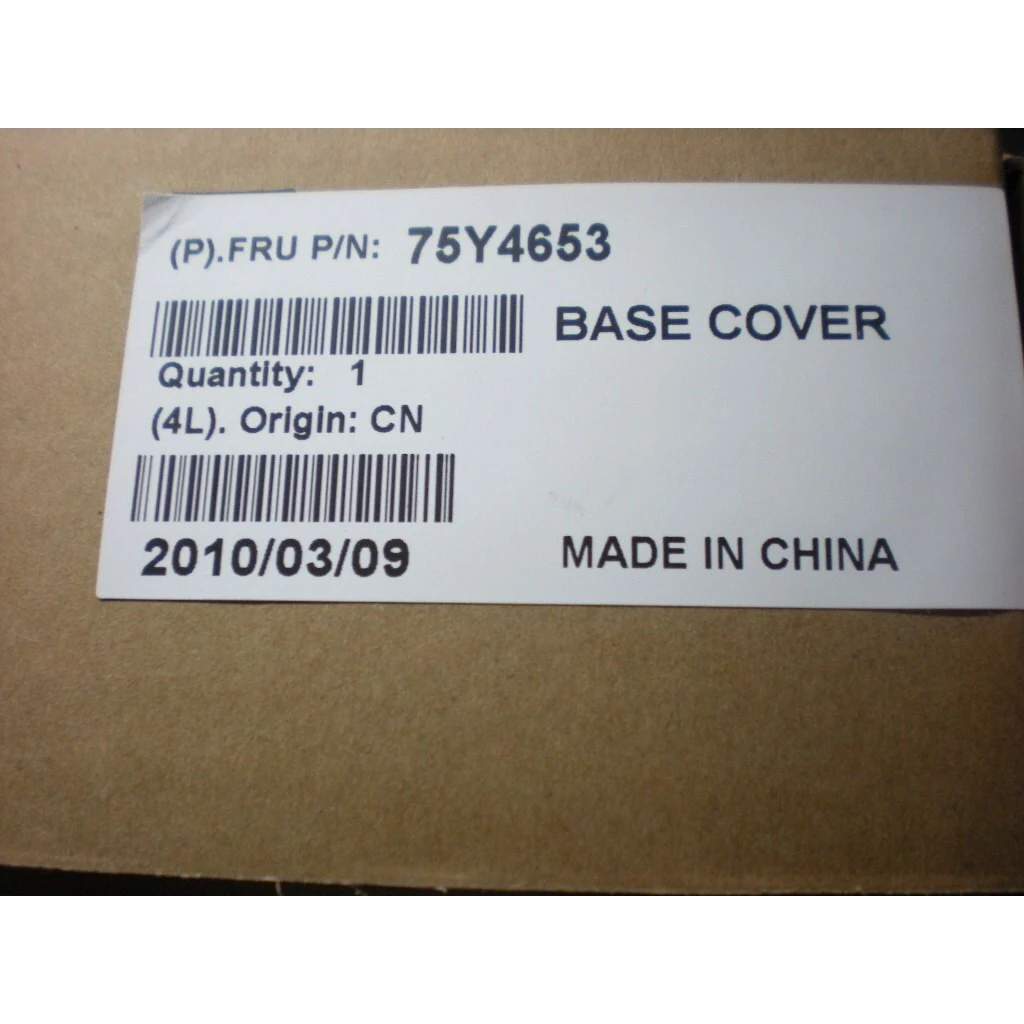 (P).FRU P/N: 75Y4653
BASE COVER
Quantity: 1
(4L). Origin: CN
2010/03/09
MADE IN CHINA